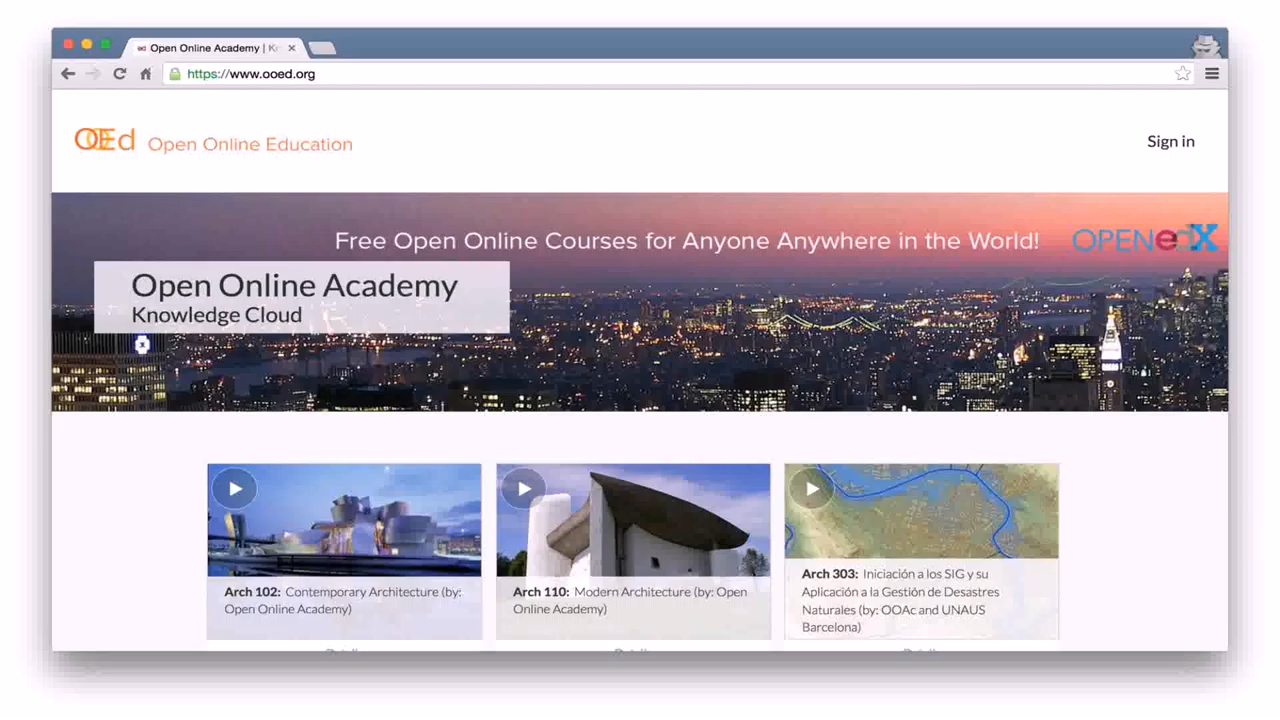 Open Online Academy | Kn
https://www.ooed.org
OOEd Open Online Education
Sign in
Free Open Online Courses for Anyone Anywhere in the World!
OPENedX
Open Online Academy
Knowledge Cloud
Arch 102: Contemporary Architecture (by:
Open Online Academy)
Arch 110: Modern Architecture (by: Open
Online Academy)
Arch 303: Iniciación a los SIG y su
Aplicación a la Gestión de Desastres
Naturales (by: OOAc and UNAUS
Barcelona)